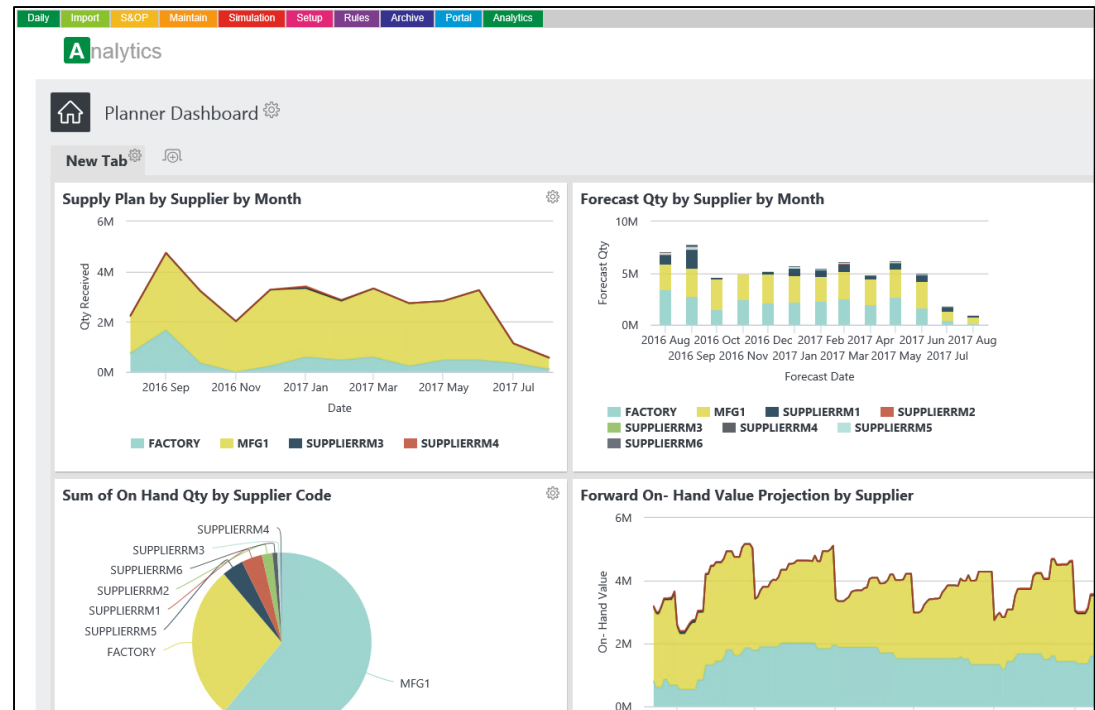 Daily Import S&OP Maintain Simulation Setup Rules Archive Portal Analytics
Analytics
Planner Dashboard
New Tab
Supply Plan by Supplier by Month
6M
4M
2M
0M
Qty Received
2016 Sep 2016 Nov 2017 Jan 2017 Mar 2017 May 2017 Jul
Date
FACTORY MFG1 SUPPLIERRM3 SUPPLIERRM4
Forecast Qty by Supplier by Month
10M
5M
0M
Forecast Qty
2016 Aug 2016 Oct 2016 Dec 2017 Feb 2017 Apr 2017 Jun 2017 Aug
2016 Sep 2016 Nov 2017 Jan 2017 Mar 2017 May 2017 Jul
Forecast Date
FACTORY MFG1 SUPPLIERRM1 SUPPLIERRM2
SUPPLIERRM3 SUPPLIERRM4 SUPPLIERRM5
SUPPLIERRM6
Sum of On Hand Qty by Supplier Code
SUPPLIERRM4
SUPPLIERRM3
SUPPLIERRM6
SUPPLIERRM2
SUPPLIERRM1
SUPPLIERRM5
FACTORY
MFG1
Forward On- Hand Value Projection by Supplier
6M
4M
2M
0M
On- Hand Value